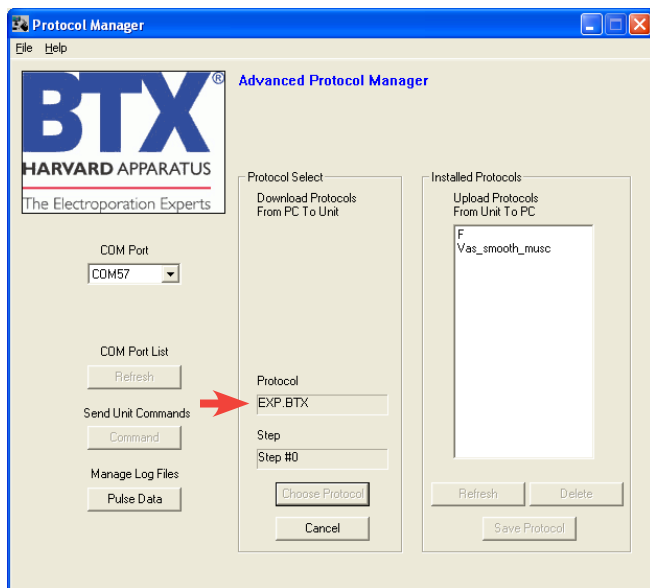 Protocol Manager
File Help
BTX®
HARVARD APPARATUS
The Electroporation Experts
Advanced Protocol Manager
COM Port
COM57
COM Port List
Refresh
Send Unit Commands
Command
Manage Log Files
Pulse Data
Protocol Select
Download Protocols
From PC To Unit
Protocol
EXP.BTX
Step
Step #0
Choose Protocol
Cancel
Installed Protocols
Upload Protocols
From Unit To PC
F
Vas_smooth_musc
Refresh Delete
Save Protocol